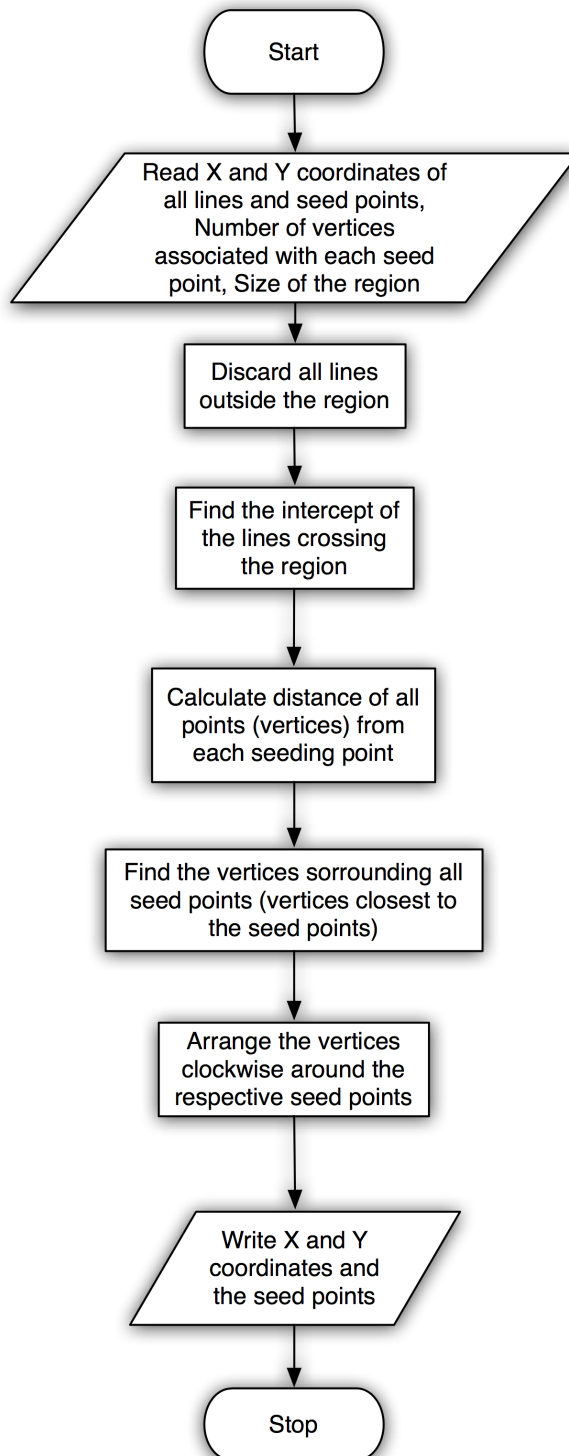 Start
Read X and Y coordinates of
all lines and seed points,
Number of vertices
associated with each seed
point, Size of the region
Discard all lines
outside the region
Find the intercept of
the lines crossing
the region
Calculate distance of all
points (vertices) from
each seeding point
Find the vertices sorrounding all
seed points (vertices closest to
the seed points)
Arrange the vertices
clockwise around the
respective seed points
Write X and Y
coordinates and
the seed points
Stop